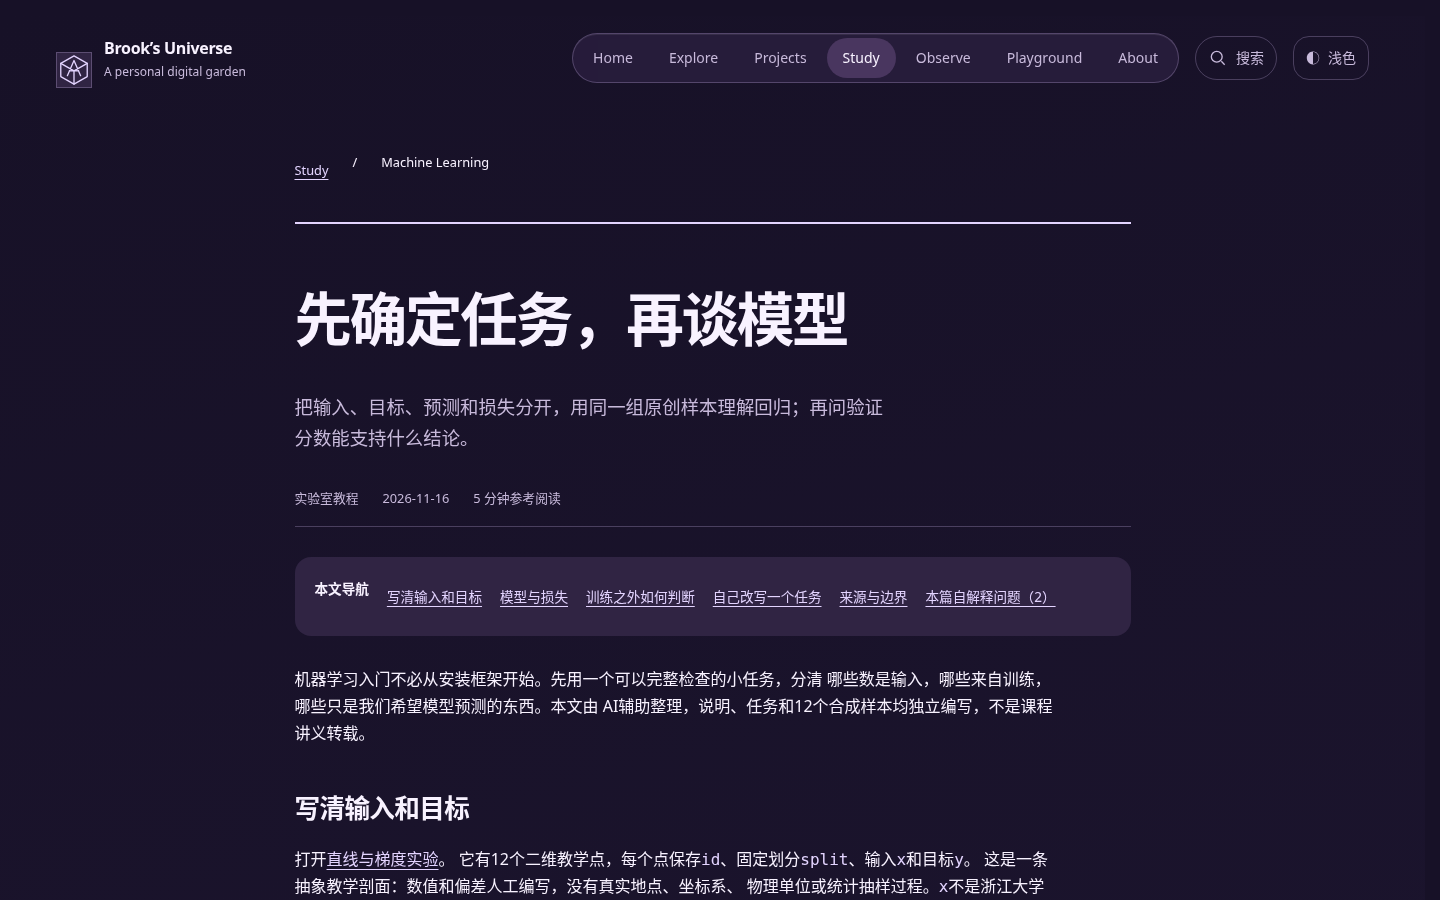 Brook’s Universe
A personal digital garden
Home Explore Projects Study Observe Playground About 搜索 浅色
Study / Machine Learning
先确定任务，再谈模型
把输入、目标、预测和损失分开，用同一组原创样本理解回归；再问验证
分数能支持什么结论。
实验室教程 2026-11-16 5 分钟参考阅读
本文导航 写清输入和目标 模型与损失 训练之外如何判断 自己改写一个任务 来源与边界 本篇自解释问题（2）
机器学习入门不必从安装框架开始。先用一个可以完整检查的小任务，分清 哪些数是输入，哪些来自训练，
哪些只是我们希望模型预测的东西。本文由 AI辅助整理，说明、任务和12个合成样本均独立编写，不是课程
讲义转载。
写清输入和目标
打开直线与梯度实验。 它有12个二维教学点，每个点保存id、固定划分split、输入x和目标y。 这是一条
抽象教学剖面：数值和偏差人工编写，没有真实地点、坐标系、 物理单位或统计抽样过程。x不是浙江大学